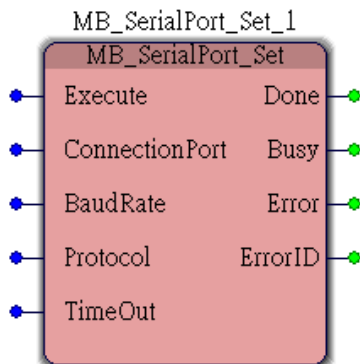 MB_SerialPort_Set_1
MB_SerialPort_Set
Execute Done
ConnectionPort Busy
BaudRate Error
Protocol ErrorID
TimeOut